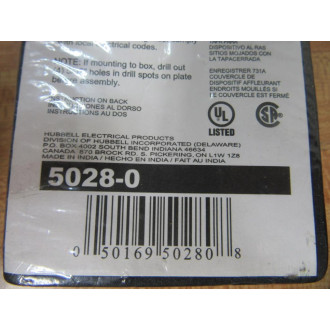 local electrical codes.
NOTE: If mounting to box, drill out
holes in drill spots on plate
before assembly.
ON BACK
AL DORSO
INSTRUCTIONS AU DOS
DISPOSITIVO AL RAS
SITIOS MOJADOS CON
LA TAPA CERRADA
ENREGISTRER 731A
COUVERCLE DE
DISPOSITIF AFFLEURANT
ENDROITS MOUILLÉS SI
LE COUVERCLE EST FERMÉ
UL
LISTED
SA
HUBBELL ELECTRICAL PRODUCTS
DIVISION OF HUBBELL INCORPORATED (DELAWARE)
P.O. BOX 4002 SOUTH BEND INDIANA 46634
CANADA: 870 BROCK RD. S. PICKERING, ON L1W 1Z8
MADE IN INDIA / HECHO EN INDIA / FAIT AU INDIA
5028-0
0 50169 50280 8